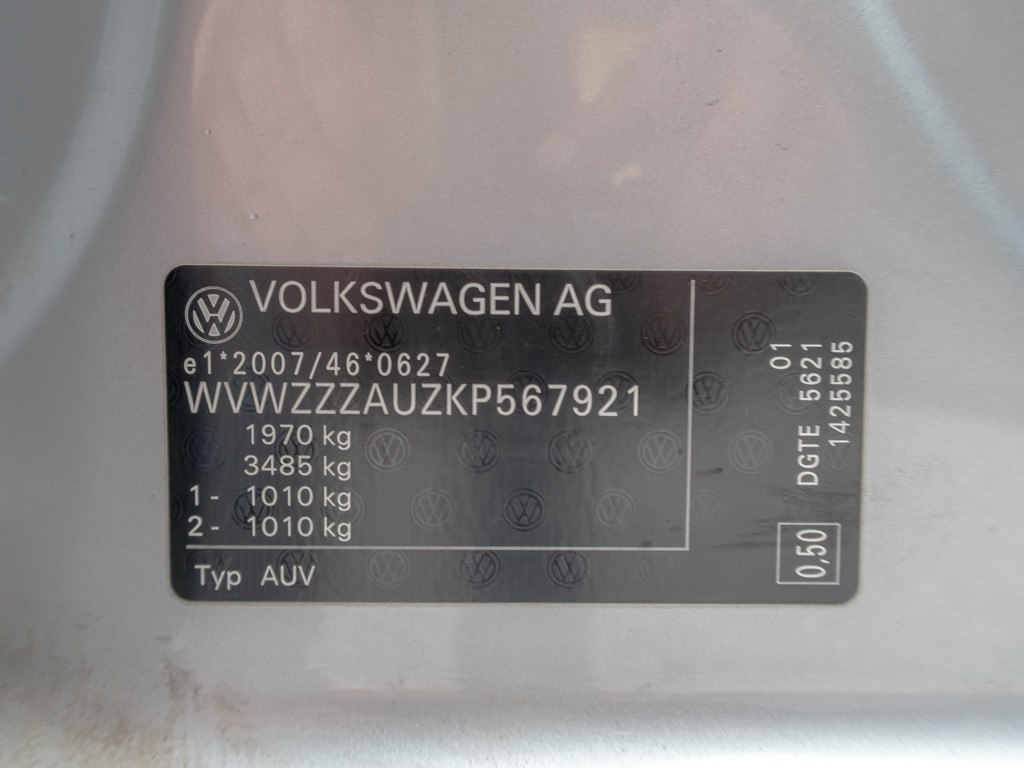 VOLKSWAGEN AG
e1*2007/46*0627
WVWZZZAUZKP567921
1970 kg
3485 kg
1- 1010 kg
2- 1010 kg
Typ AUV
01
DGTE 5621
1425585
0,50